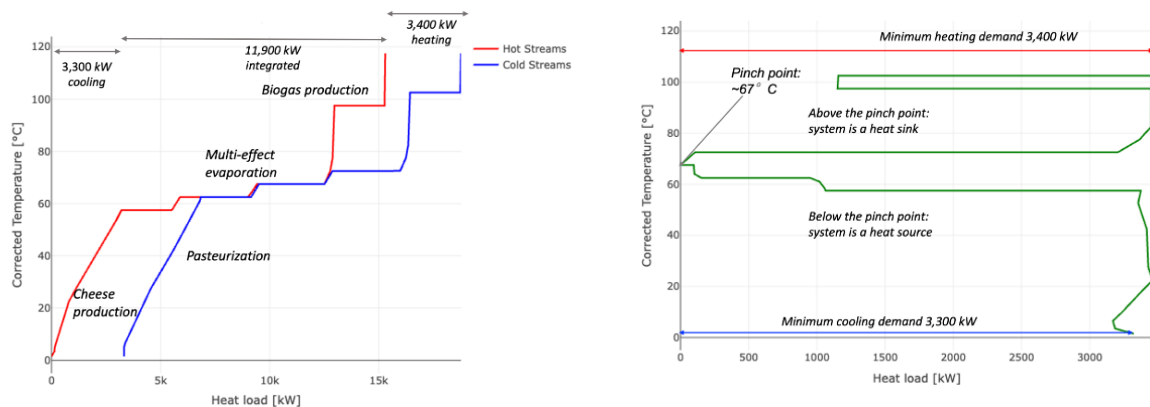 3,400 kW
heating
11,900 kW
integrated
3,300 kW
cooling
Hot Streams
Cold Streams
Biogas production
Multi-effect
evaporation
Pasteurization
Cheese
production
Corrected Temperature [°C]
120
100
80
60
40
20
0
0
5k
10k
15k
Heat load [kW]
Minimum heating demand 3,400 kW
Pinch point:
~67° C
Above the pinch point:
system is a heat sink
Below the pinch point:
system is a heat source
Minimum cooling demand 3,300 kW
Corrected Temperature [°C]
120
100
80
60
40
20
0
0
500
1000
1500
2000
2500
3000
Heat load [kW]